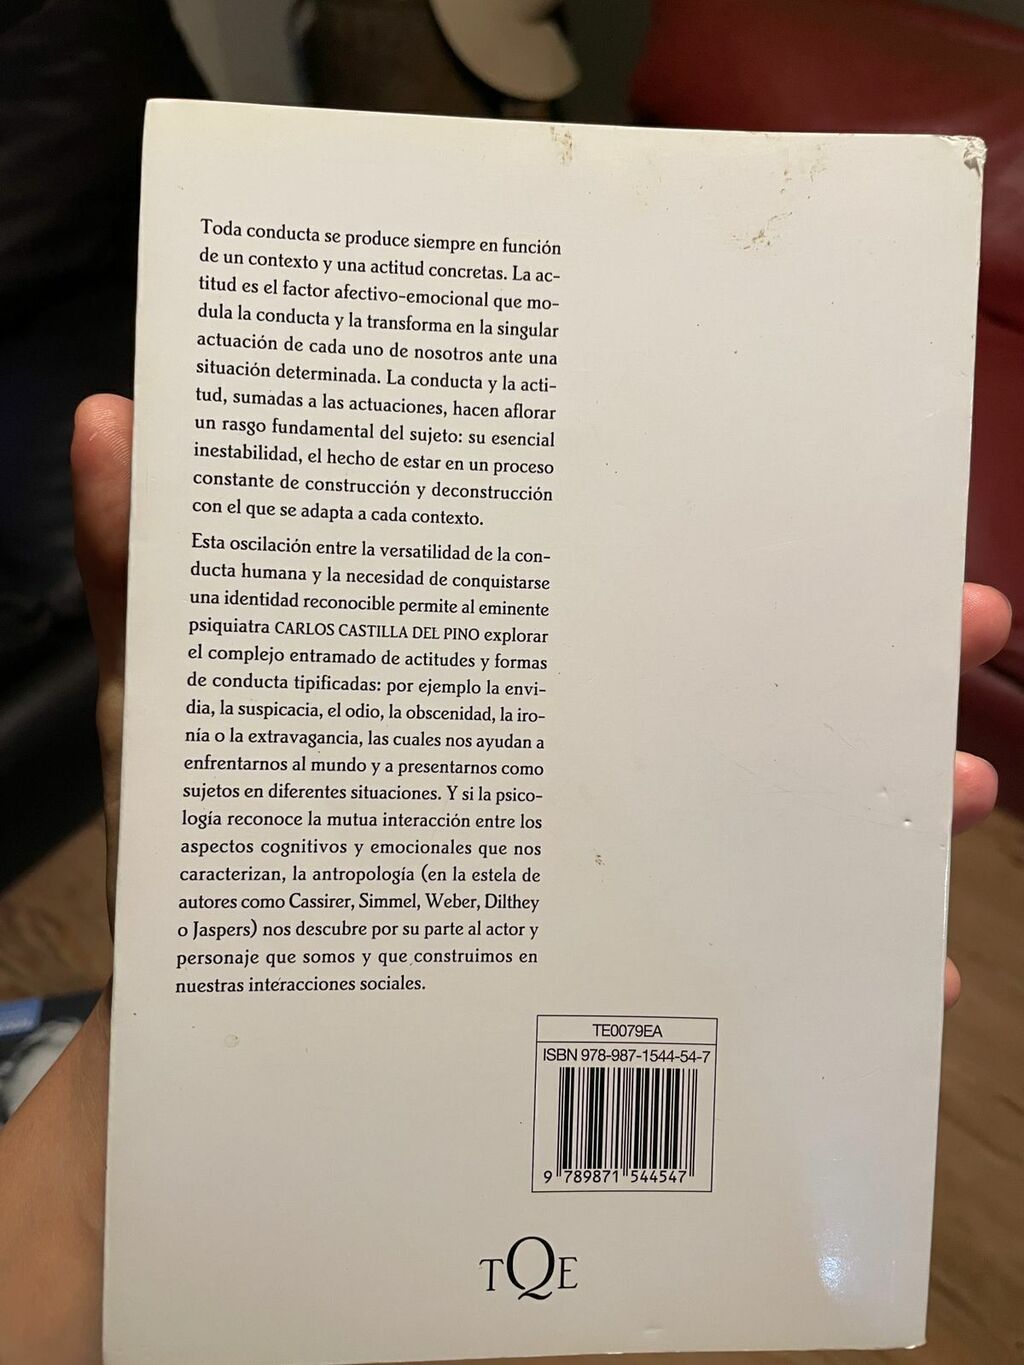 Toda conducta se produce siempre en función
de un contexto y una actitud concretas. La ac-
titud es el factor afectivo-emocional que mo-
dula la conducta y la transforma en la singular
actuación de cada uno de nosotros ante una
situación determinada. La conducta y la acti-
tud, sumadas a las actuaciones, hacen aflorar
un rasgo fundamental del sujeto: su esencial
inestabilidad, el hecho de estar en un proceso
constante de construcción y deconstrucción
con el que se adapta a cada contexto.
Esta oscilación entre la versatilidad de la con-
ducta humana y la necesidad de conquistarse
una identidad reconocible permite al eminente
psiquiatra CARLOS CASTILLA DEL PINO explorar
el complejo entramado de actitudes y formas
de conducta tipificadas: por ejemplo la envi-
dia, la suspicacia, el odio, la obscenidad, la iro-
nía o la extravagancia, las cuales nos ayudan a
enfrentarnos al mundo y a presentarnos como
sujetos en diferentes situaciones. Y si la psico-
logía reconoce la mutua interacción entre los
aspectos cognitivos y emocionales que nos
caracterizan, la antropología (en la estela de
autores como Cassirer, Simmel, Weber, Dilthey
o Jaspers) nos descubre por su parte al actor y
personaje que somos y que construimos en
nuestras interacciones sociales.
TE0079EA
ISBN 978-987-1544-54-7
9 789871 544547
TQE